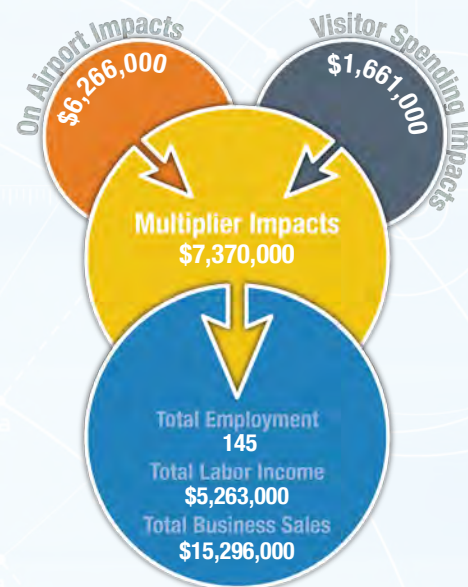 On Airport Impacts
$6,266,000
Visitor Spending Impacts
$1,661,000
Multiplier Impacts
$7,370,000
Total Employment
145
Total Labor Income
$5,263,000
Total Business Sales
$15,296,000